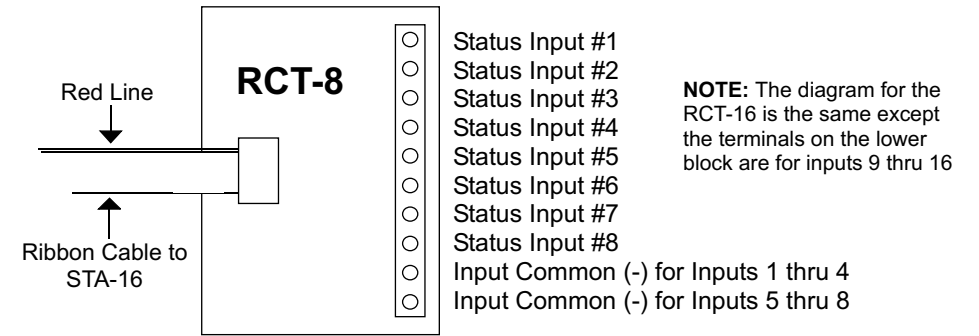 RCT-8
Red Line
Ribbon Cable to
STA-16
Status Input #1
Status Input #2
Status Input #3
Status Input #4
Status Input #5
Status Input #6
Status Input #7
Status Input #8
Input Common (-) for Inputs 1 thru 4
Input Common (-) for Inputs 5 thru 8
NOTE: The diagram for the
RCT-16 is the same except
the terminals on the lower
block are for inputs 9 thru 16